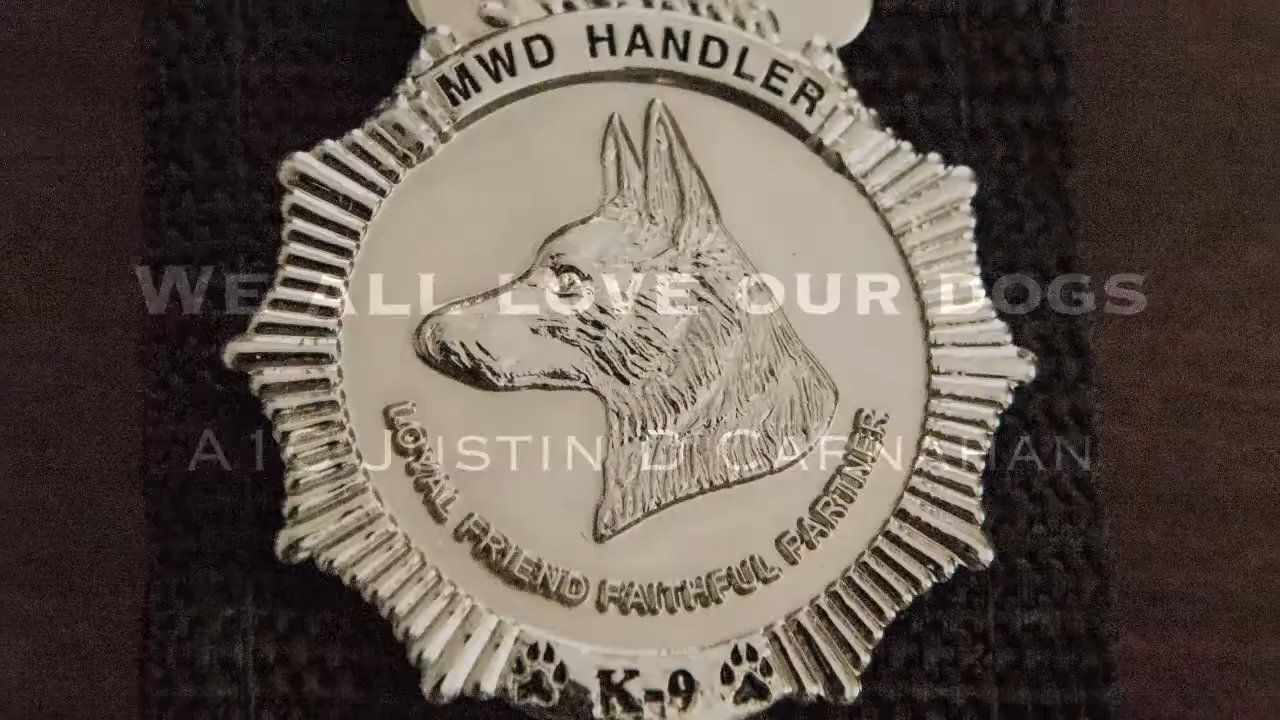 MWD HANDLER
WE ALL LOVE OUR DOGS
A1C JUSTIN D CARNAHAN
LOYAL FRIEND FAITHFUL PARTNER
K-9